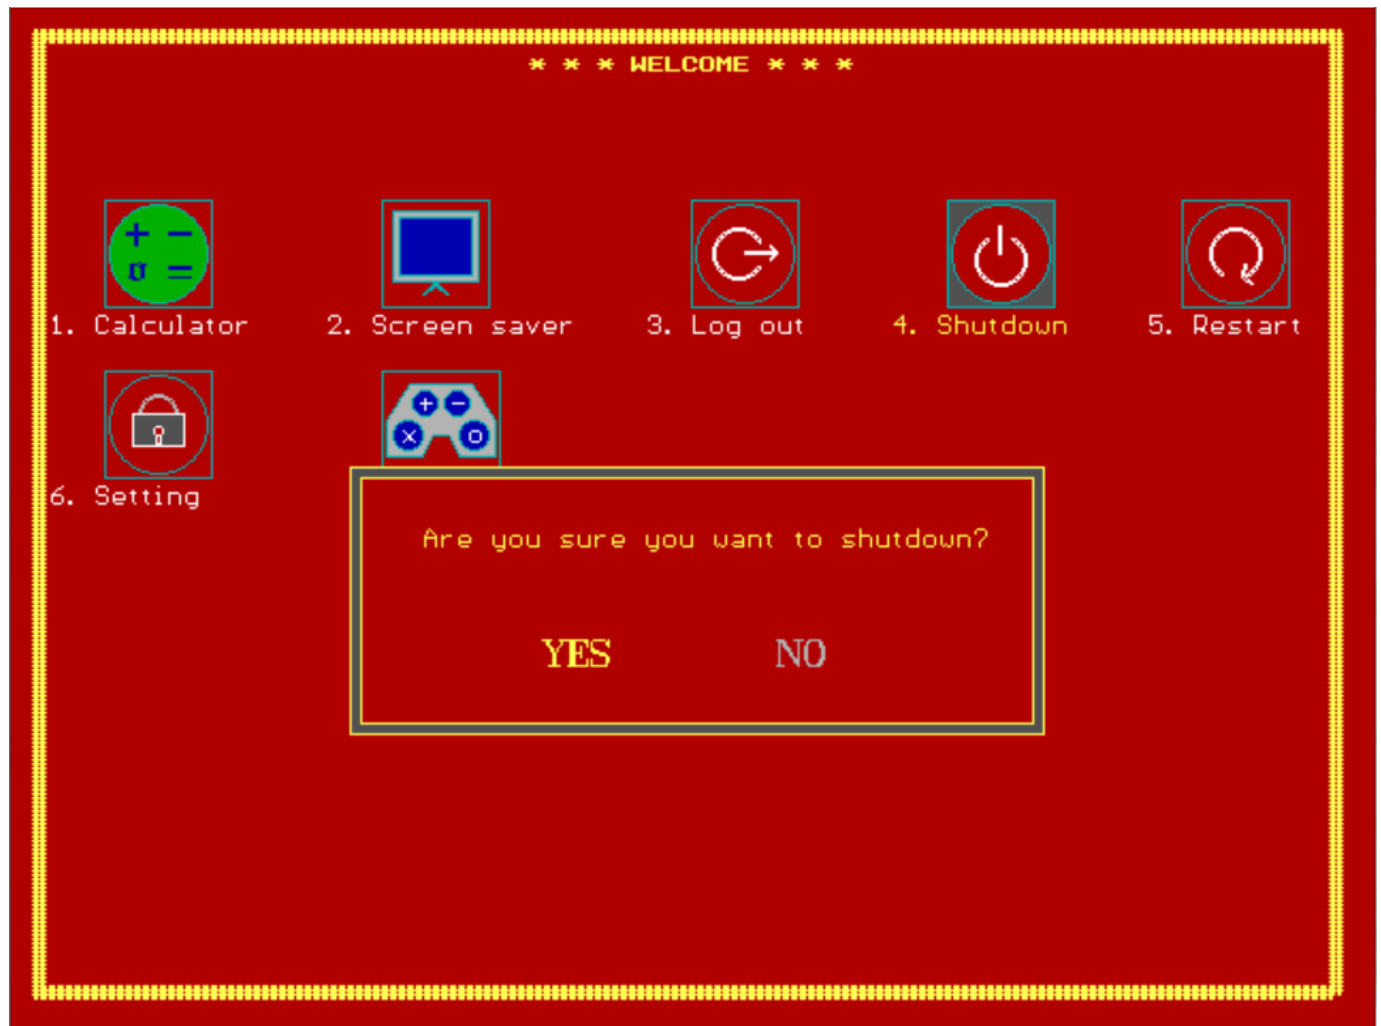 * * * WELCOME * * *
1. Calculator 2. Screen saver 3. Log out 4. Shutdown 5. Restart
6. Setting
Are you sure you want to shutdown?
YES NO